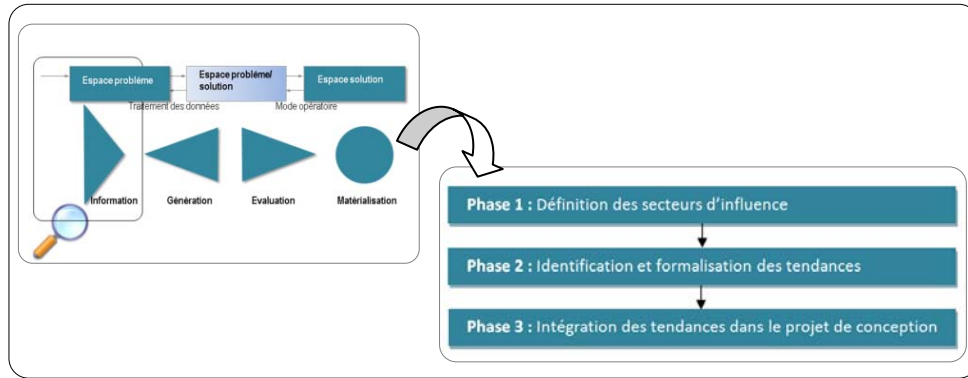 Espace problème
Espace problème/
solution
Espace solution
Traitement des données
Mode opératoire
Information
Génération
Evaluation
Matérialisation
Phase 1 : Définition des secteurs d'influence
Phase 2 : Identification et formalisation des tendances
Phase 3 : Intégration des tendances dans le projet de conception